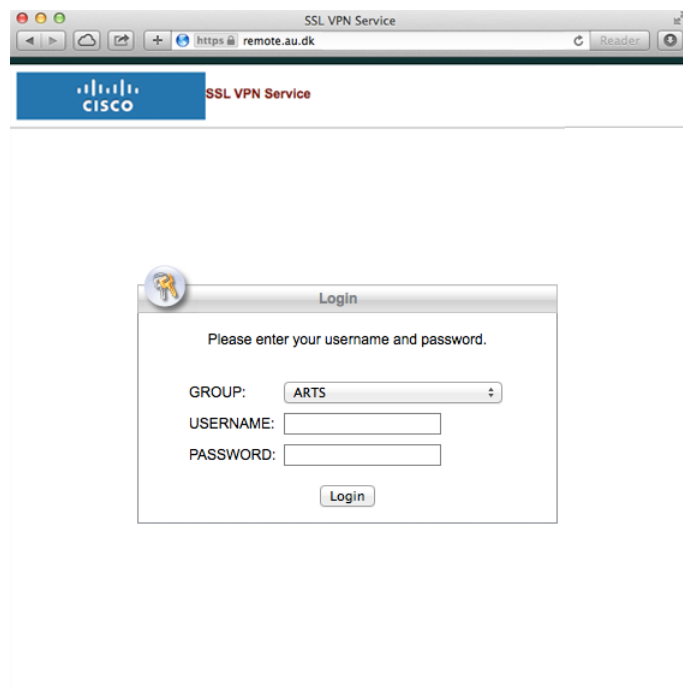 SSL VPN Service
https remote.au.dk Reader
CISCO SSL VPN Service
Login
Please enter your username and password.
GROUP: ARTS
USERNAME:
PASSWORD:
Login